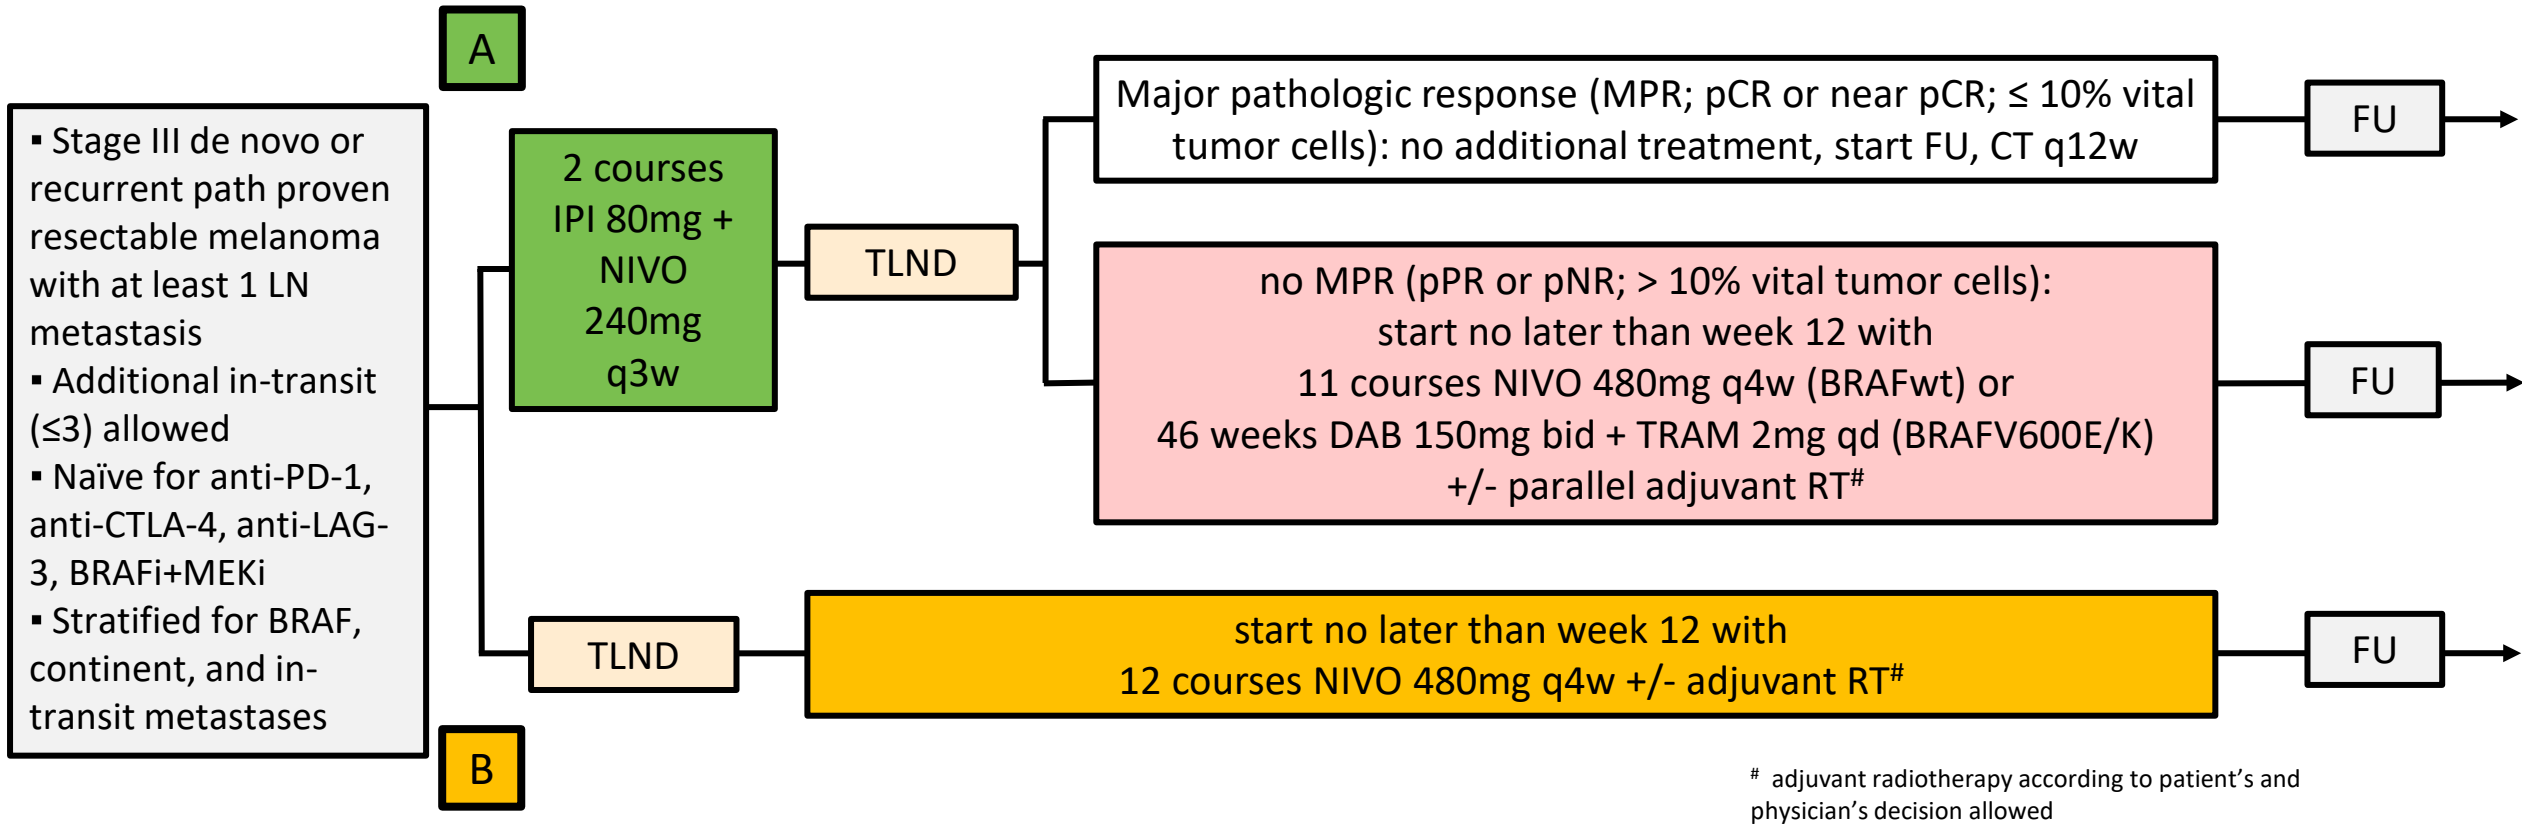 A
▪ Stage III de novo or
recurrent path proven
resectable melanoma
with at least 1 LN
metastasis
▪ Additional in-transit
(≤3) allowed
▪ Naïve for anti-PD-1,
anti-CTLA-4, anti-LAG-
3, BRAFi+MEKi
▪ Stratified for BRAF,
continent, and in-
transit metastases
2 courses
IPI 80mg +
NIVO
240mg
q3w
TLND
Major pathologic response (MPR; pCR or near pCR; ≤ 10% vital
tumor cells): no additional treatment, start FU, CT q12w
FU
no MPR (pPR or pNR; > 10% vital tumor cells):
start no later than week 12 with
11 courses NIVO 480mg q4w (BRAFwt) or
46 weeks DAB 150mg bid + TRAM 2mg qd (BRAFV600E/K)
+/- parallel adjuvant RT#
FU
B
TLND
start no later than week 12 with
12 courses NIVO 480mg q4w +/- adjuvant RT#
FU
# adjuvant radiotherapy according to patient’s and
physician’s decision allowed